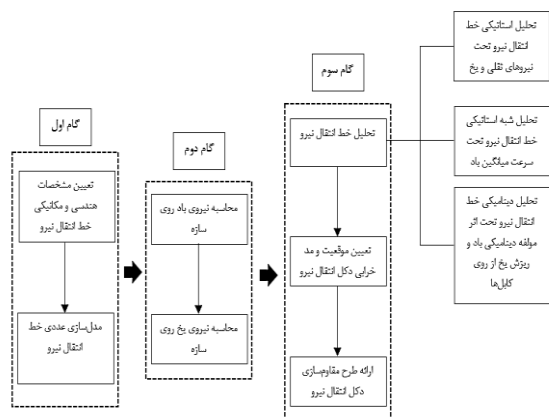 گام اول
تعیین مشخصات
هندسی و مکانیکی
خط انتقال نیرو
مدل‌سازی عددی خط
انتقال نیرو
گام دوم
محاسبه نیروی باد روی
سازه
محاسبه نیروی یخ روی
سازه
گام سوم
تحلیل خط انتقال نیرو
تعیین موقعیت و مد
خرابی دکل انتقال نیرو
ارائه طرح مقاوم‌سازی
دکل انتقال نیرو
تحلیل استاتیکی خط
انتقال نیرو تحت
نیروهای ثقلی و یخ
تحلیل شبه استاتیکی
خط انتقال نیرو تحت
سرعت میانگین باد
تحلیل دینامیکی خط
انتقال نیرو تحت اثر
مولفه دینامیکی باد و
ریزش یخ از روی
کابل‌ها